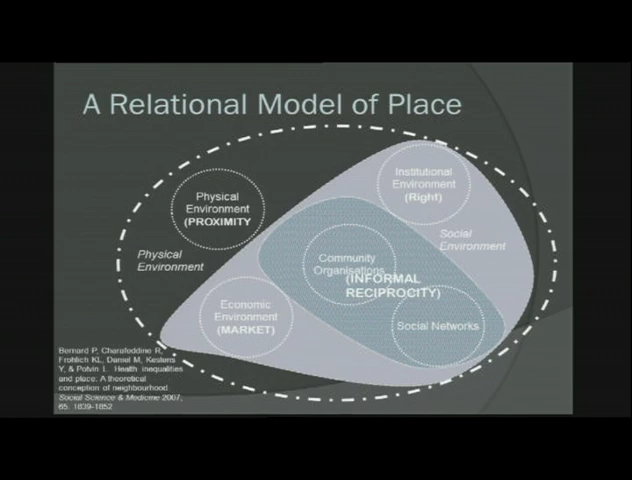 A Relational Model of Place
Institutional
Environment
(Right)
Physical
Environment
(PROXIMITY
Social
Environment
Physical
Environment
Community
Organisations
(INFORMAL
RECIPROCITY)
Economic
Environment
(MARKET)
Social Networks
Bernard P, Charafeddine R,
Frohlich KL, Daniel M, Kestens
Y, & Potvin L. Health inequalities
and place: A theoretical
conception of neighbourhood.
Social Science & Medicine 2007;
65: 1839-1852